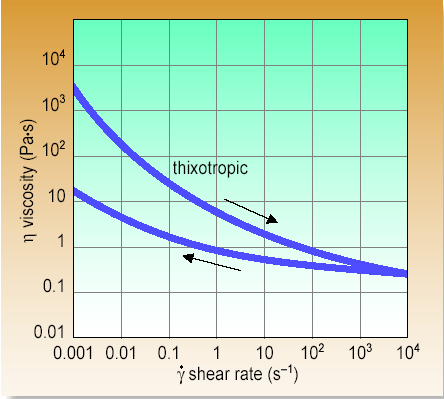 10⁴
10³
10²
10
1
0.1
0.01
η viscosity (Pa•s)
thixotropic
0.001 0.01 0.1 1 10 10² 10³ 10⁴
γ̇ shear rate (s⁻¹)